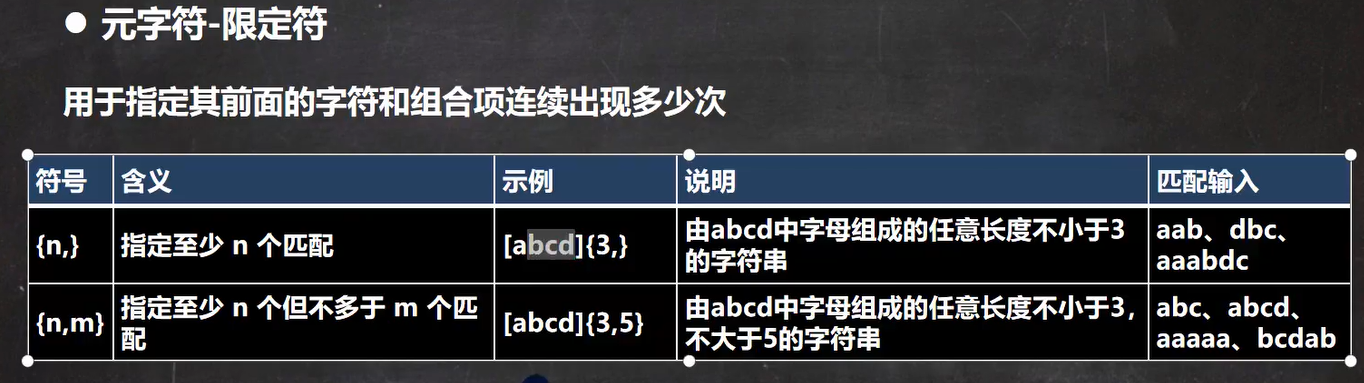 ● 元字符-限定符
用于指定其前面的字符和组合项连续出现多少次
符号 含义 示例 说明 匹配输入
{n,} 指定至少 n 个匹配 [abcd]{3,} 由abcd中字母组成的任意长度不小于3
的字符串 aab、dbc、
aaabdc
{n,m} 指定至少 n 个但不多于 m 个匹
配 [abcd]{3,5} 由abcd中字母组成的任意长度不小于3，
不大于5的字符串 abc、abcd、
aaaaa、bcdab